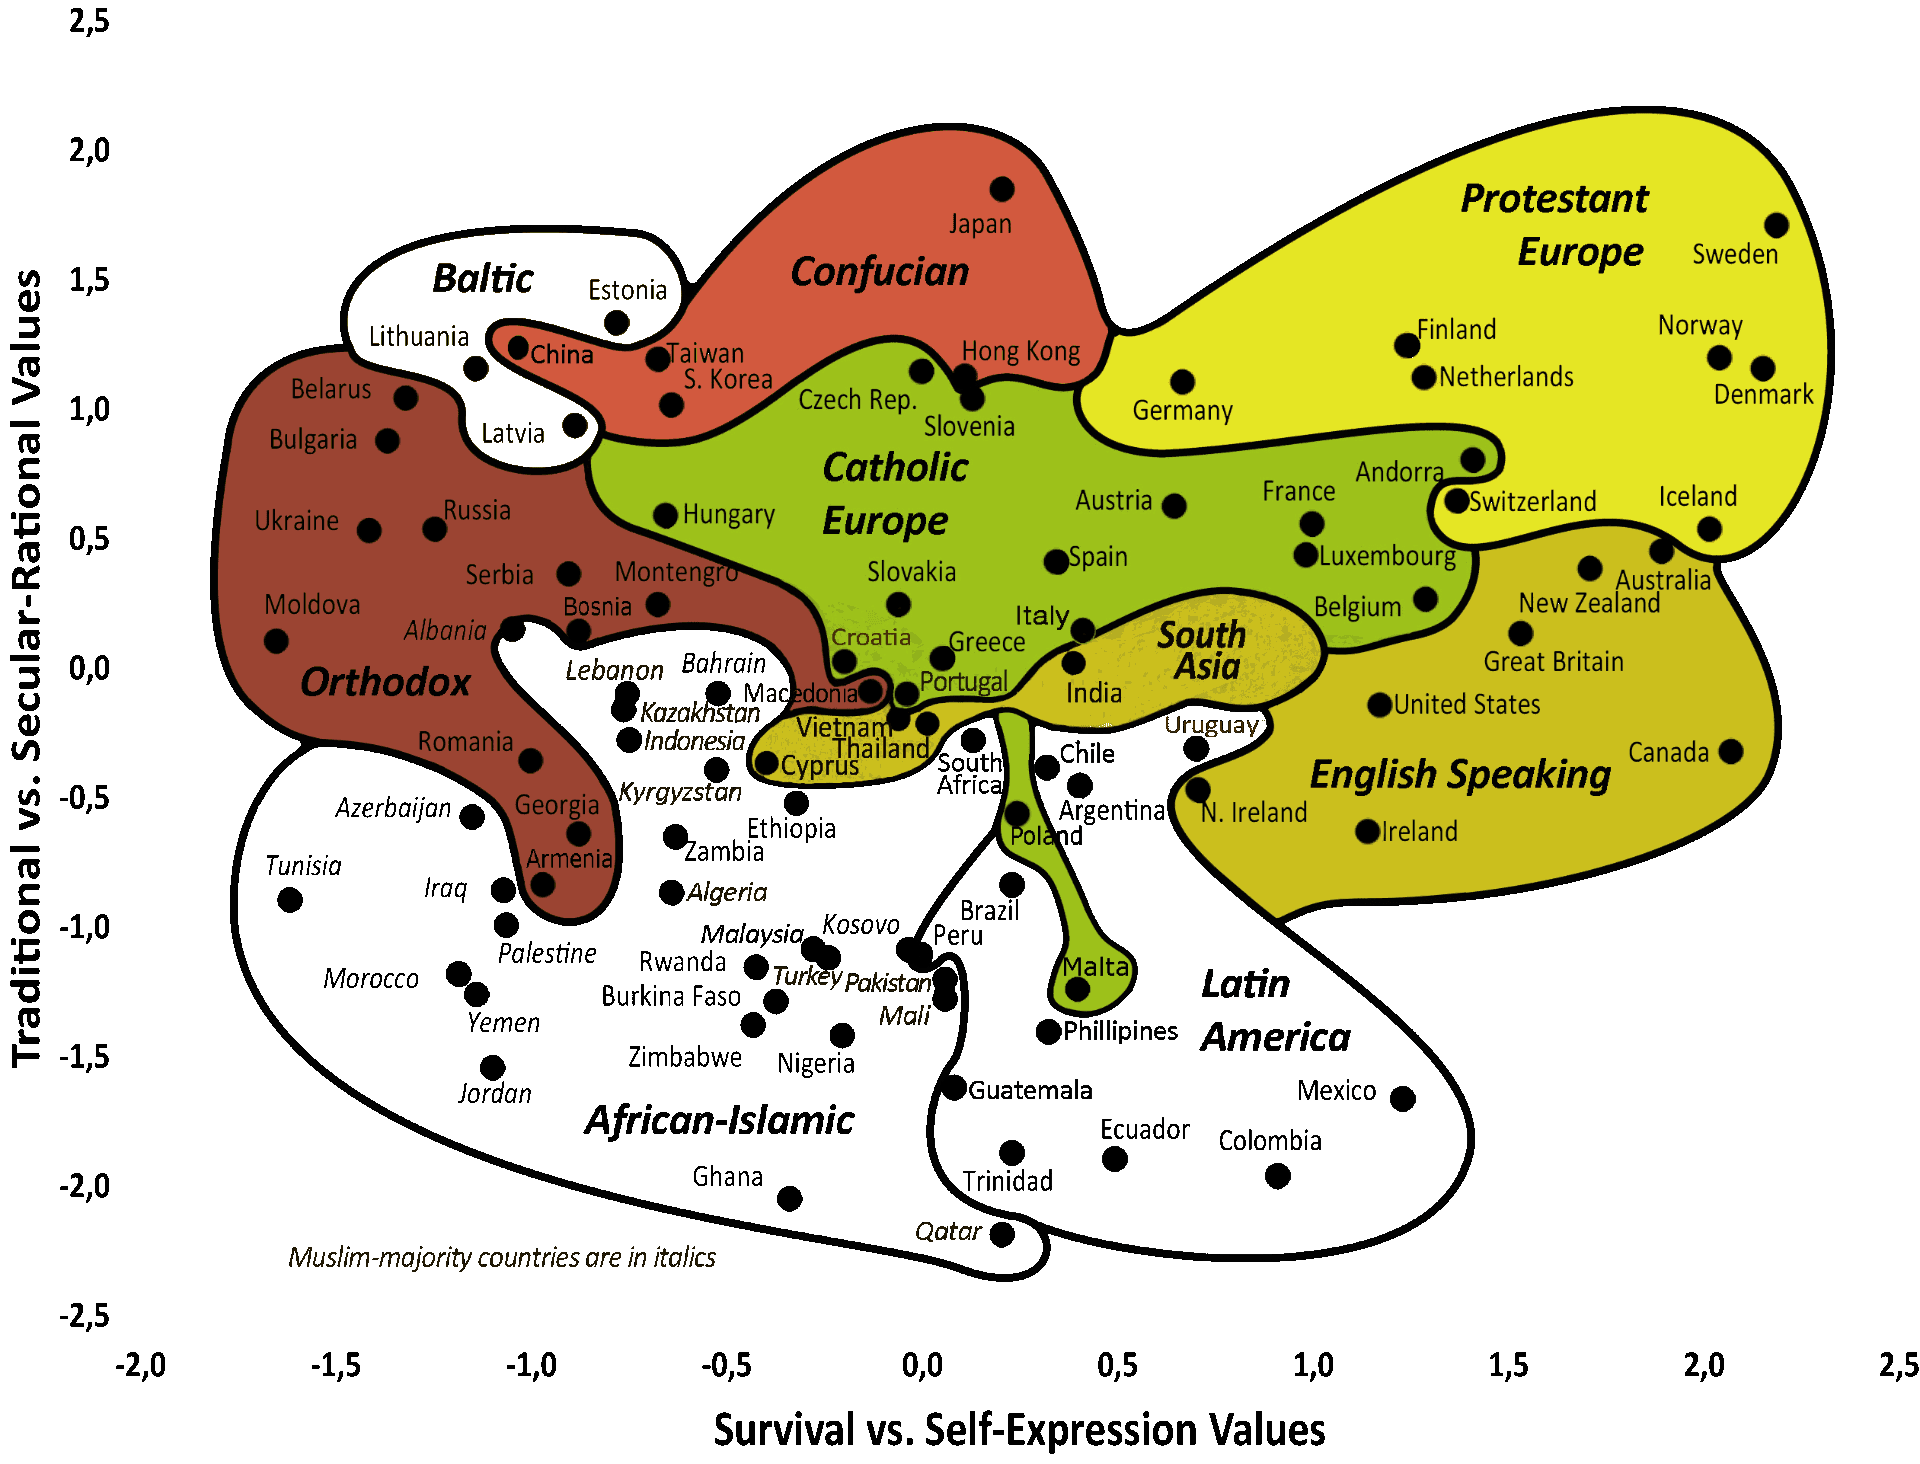 2,5
2,0
1,5
1,0
0,5
0,0
-0,5
-1,0
-1,5
-2,0
-2,5
Traditional vs. Secular-Rational Values
-2,0 -1,5 -1,0 -0,5 0,0 0,5 1,0 1,5 2,0 2,5
Survival vs. Self-Expression Values
Baltic
Estonia
Lithuania
Latvia
Confucian
Japan
China
Taiwan
S. Korea
Hong Kong
Protestant
Europe
Sweden
Norway
Denmark
Finland
Netherlands
Germany
Switzerland
Iceland
Catholic
Europe
Czech Rep.
Slovenia
Andorra
Austria
France
Hungary
Spain
Luxembourg
Slovakia
Belgium
Italy
Croatia
Greece
Portugal
Poland
Malta
Orthodox
Belarus
Bulgaria
Ukraine
Russia
Serbia
Montengro
Bosnia
Moldova
Macedonia
Romania
Georgia
Armenia
South
Asia
India
Vietnam
Thailand
Cyprus
English Speaking
Australia
New Zealand
Great Britain
United States
Canada
N. Ireland
Ireland
African-Islamic
Albania
Lebanon
Bahrain
Kazakhstan
Indonesia
Kyrgyzstan
Ethiopia
South
Africa
Azerbaijan
Zambia
Tunisia
Iraq
Algeria
Palestine
Malaysia
Kosovo
Rwanda
Turkey
Pakistan
Morocco
Burkina Faso
Mali
Yemen
Zimbabwe
Nigeria
Jordan
Ghana
Qatar
Latin
America
Uruguay
Chile
Argentina
Brazil
Peru
Phillipines
Guatemala
Mexico
Ecuador
Colombia
Trinidad
Muslim-majority countries are in italics